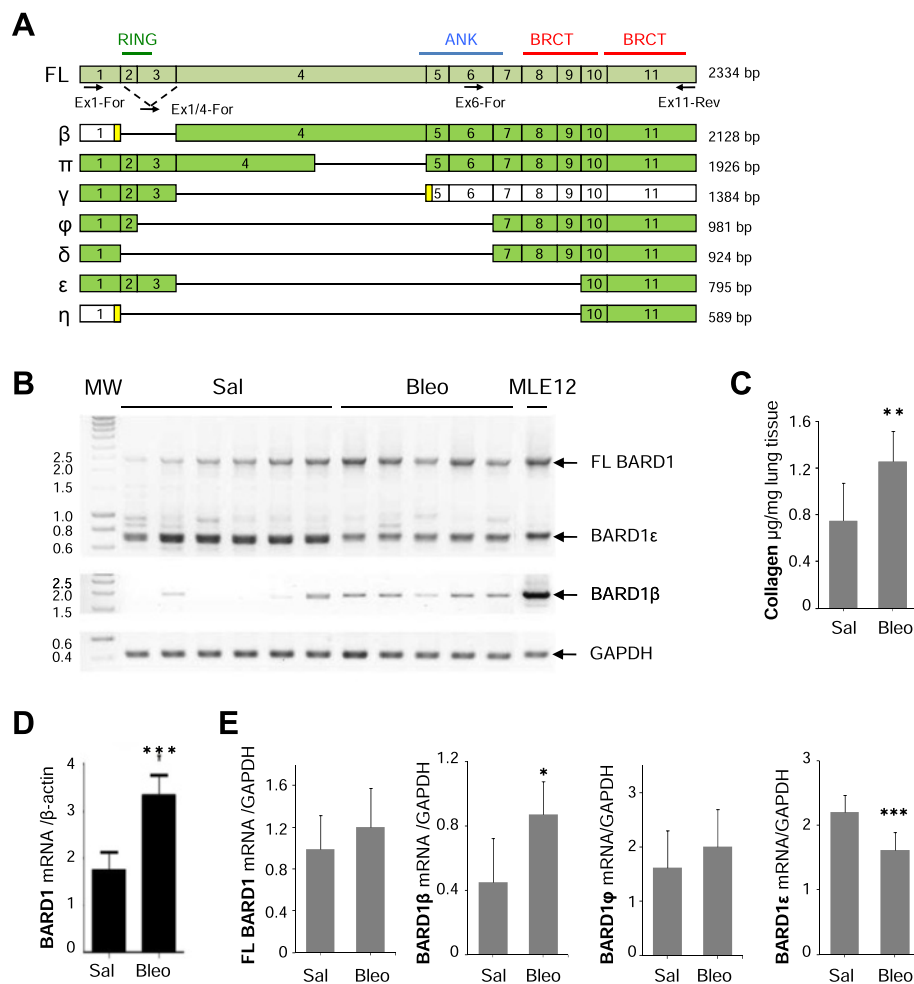 A
RING ANK BRCT BRCT
FL 1 2 3 4 5 6 7 8 9 10 11 2334 bp
Ex1-For Ex1/4-For Ex6-For Ex11-Rev
β 1 4 5 6 7 8 9 10 11 2128 bp
π 1 2 3 4 5 6 7 8 9 10 11 1926 bp
γ 1 2 3 5 6 7 8 9 10 11 1384 bp
φ 1 2 7 8 9 10 11 981 bp
δ 1 7 8 9 10 11 924 bp
ε 1 2 3 10 11 795 bp
η 1 10 11 589 bp
B
MW Sal Bleo MLE12
2.5
2.0
1.5
1.0
0.8
0.6
FL BARD1
BARD1ε
2.5
2.0
1.5
BARD1β
0.6
0.4
GAPDH
C
Collagen µg/mg lung tissue
1.6
1.2
0.8
0.4
0
**
Sal Bleo
D
BARD1 mRNA /β-actin
4
3
2
1
0
***
Sal Bleo
E
FL BARD1 mRNA /GAPDH
1.6
1.2
0.8
0.4
0
Sal Bleo
BARD1β mRNA /GAPDH
1.2
0.8
0.4
0
*
Sal Bleo
BARD1φ mRNA/GAPDH
3
2
1
0
Sal Bleo
BARD1ε mRNA/GAPDH
3
2
1
0
***
Sal Bleo